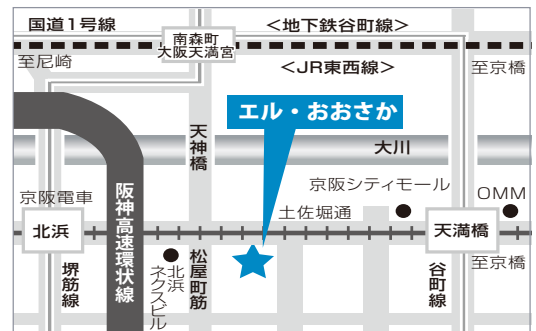 国道1号線
<地下鉄谷町線>
南森町
大阪天満宮
至尼崎
<JR東西線>
至京橋
エル・おおさか
天神橋
大川
京阪電車
阪神高速環状線
京阪シティモール
OMM
土佐堀通
北浜
天満橋
堺筋線
北浜
ネクスビル
松屋町筋
谷町線
至京橋